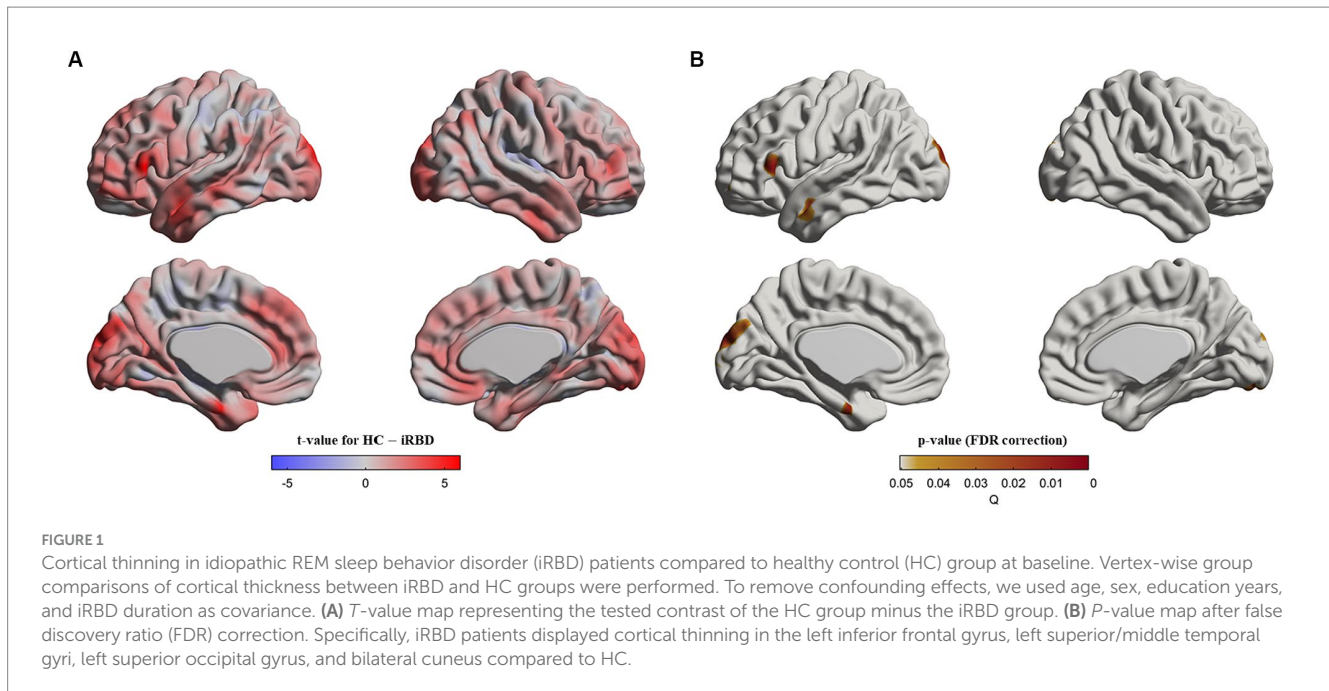 A
B
t-value for HC – iRBD
-5 0 5
p-value (FDR correction)
0.05 0.04 0.03 0.02 0.01 0
Q
FIGURE 1
Cortical thinning in idiopathic REM sleep behavior disorder (iRBD) patients compared to healthy control (HC) group at baseline. Vertex-wise group
comparisons of cortical thickness between iRBD and HC groups were performed. To remove confounding effects, we used age, sex, education years,
and iRBD duration as covariance. (A) T-value map representing the tested contrast of the HC group minus the iRBD group. (B) P-value map after false
discovery ratio (FDR) correction. Specifically, iRBD patients displayed cortical thinning in the left inferior frontal gyrus, left superior/middle temporal
gyri, left superior occipital gyrus, and bilateral cuneus compared to HC.